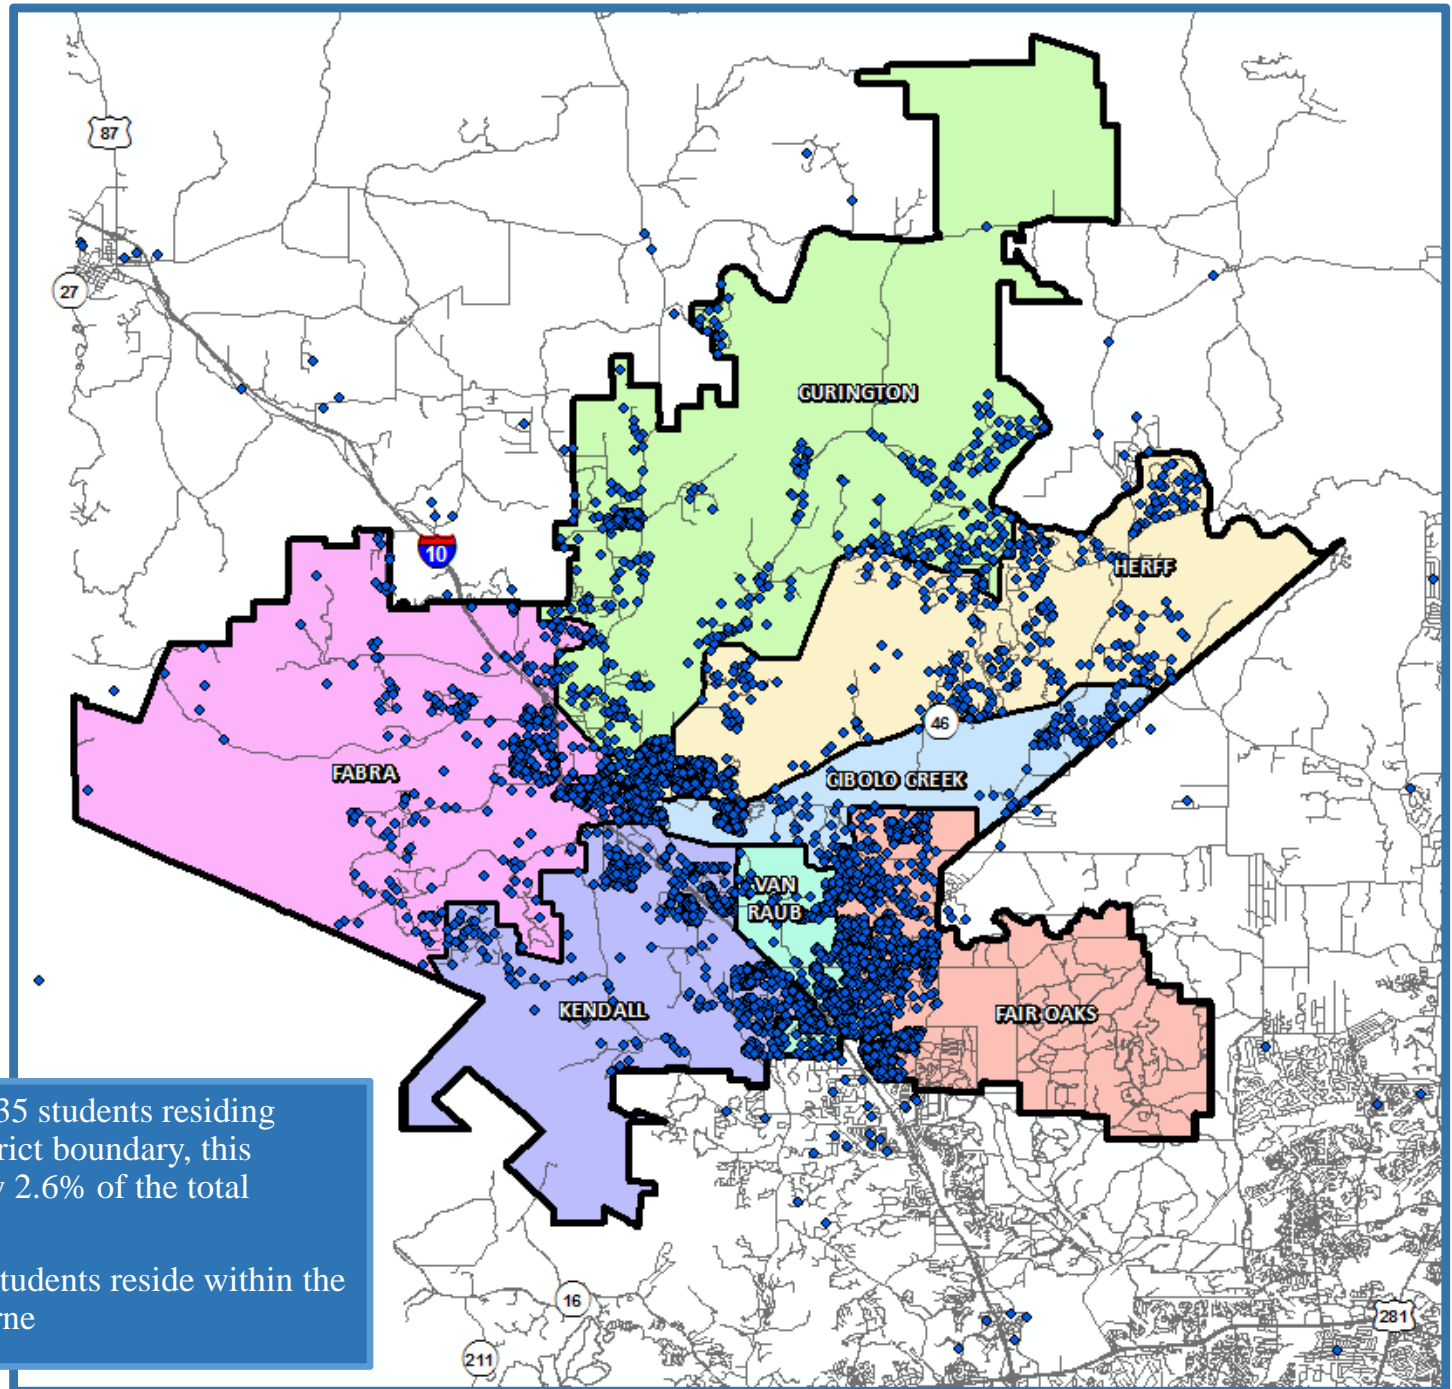 87
27
CURINGTON
10
HERFF
46
FABRA
CIBOLO CREEK
VAN
RAUB
KENDALL
FAIR OAKS
35 students residing
rict boundary, this
2.6% of the total
tudents reside within the
rne
16
281
211